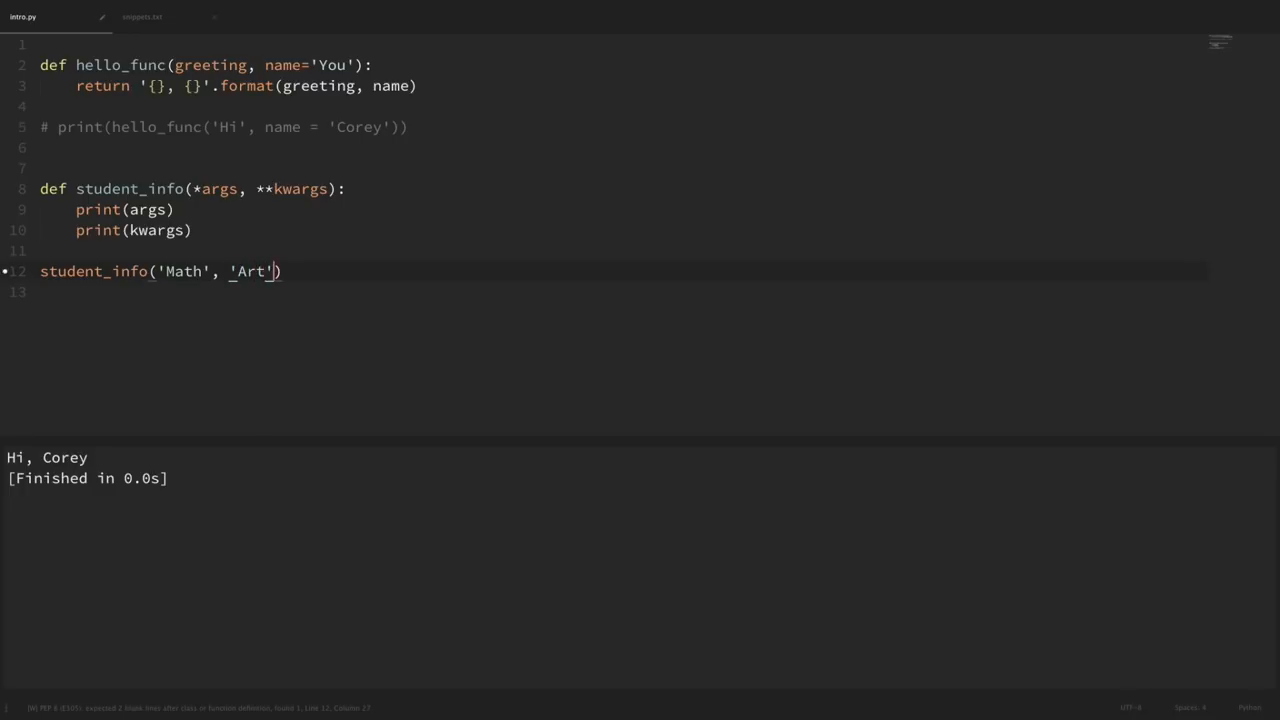 intro.py
snippets.txt
1
2 def hello_func(greeting, name='You'):
3     return '{}, {}'.format(greeting, name)
4
5 # print(hello_func('Hi', name = 'Corey'))
6
7
8 def student_info(*args, **kwargs):
9     print(args)
10     print(kwargs)
11
12 student_info('Math', 'Art')
13
Hi, Corey
[Finished in 0.0s]
[W] PEP 8 (E305): expected 2 blank lines after class or function definition, found 1, Line 12, Column 27
UTF-8
Spaces: 4
Python